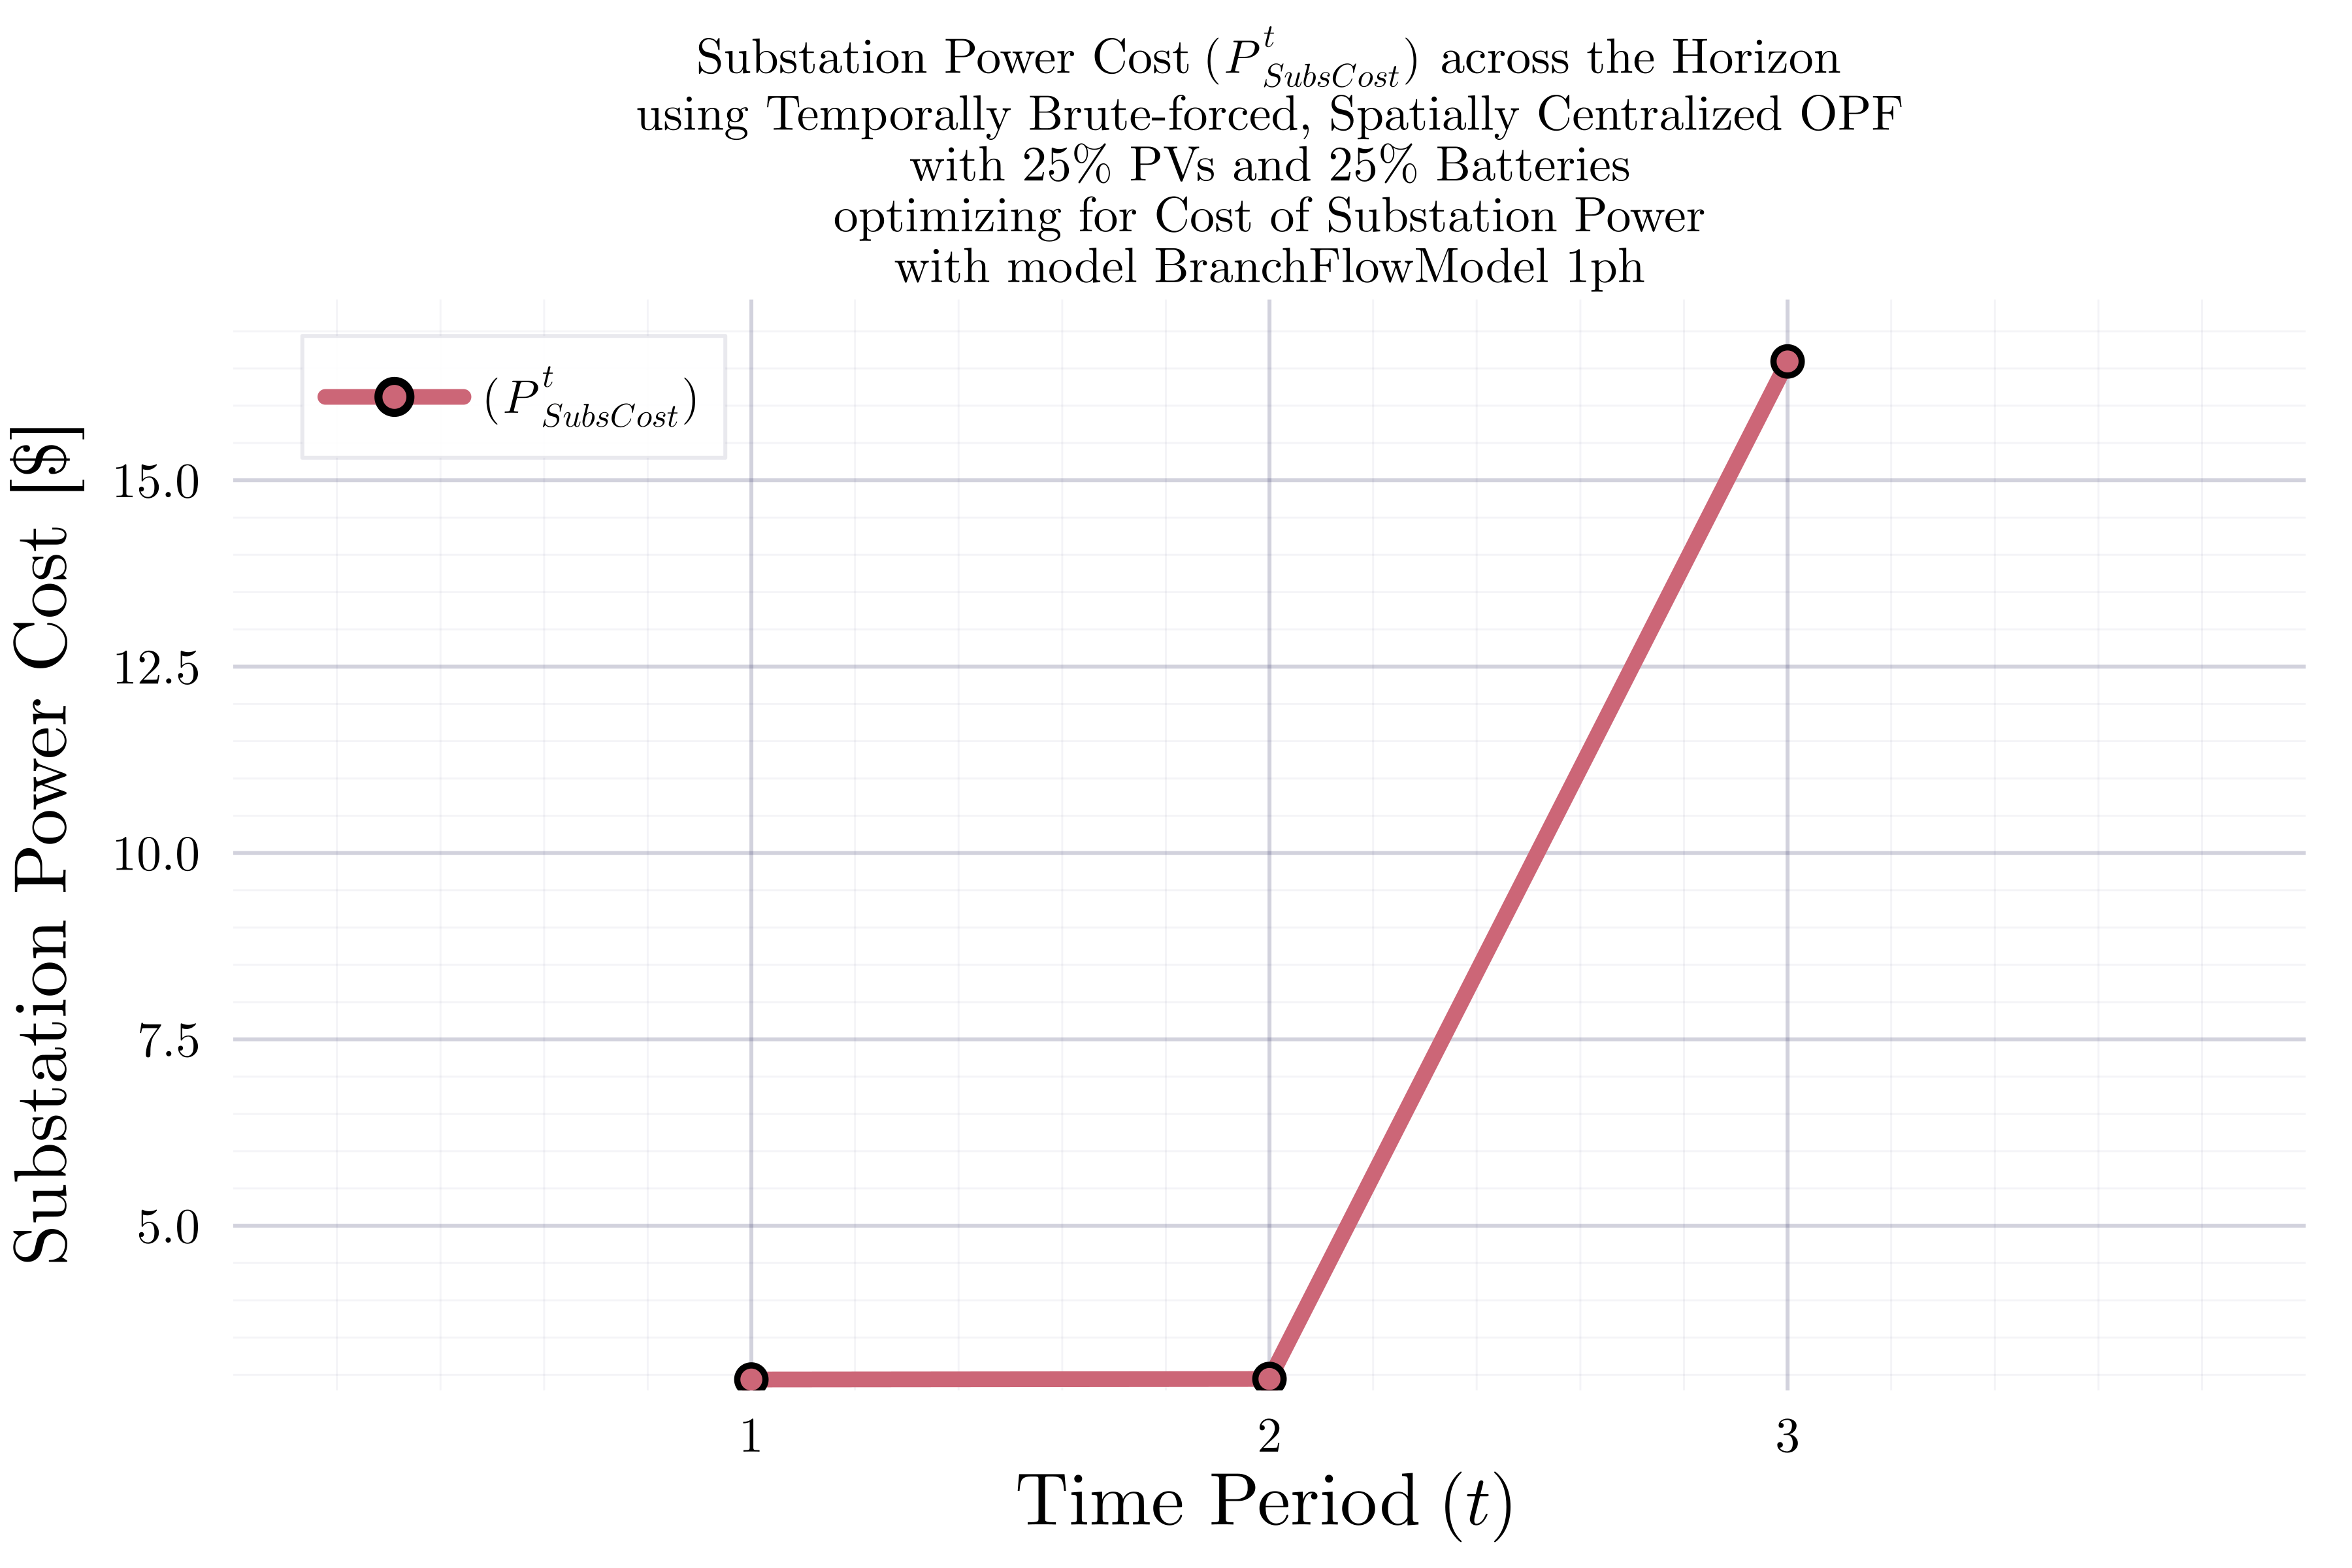 Substation Power Cost (P^t_SubsCost) across the Horizon
using Temporally Brute-forced, Spatially Centralized OPF
with 25% PVs and 25% Batteries
optimizing for Cost of Substation Power
with model BranchFlowModel 1ph
(P^t_SubsCost)
Substation Power Cost [$]
15.0
12.5
10.0
7.5
5.0
1 2 3
Time Period (t)